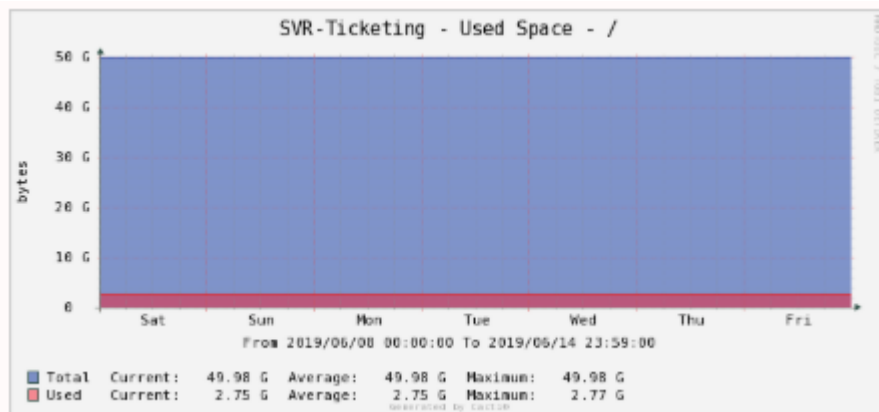 SVR-Ticketing - Used Space - /
50 G
40 G
30 G
20 G
10 G
0
bytes
Sat Sun Mon Tue Wed Thu Fri
From 2019/06/08 00:00:00 To 2019/06/14 23:59:00
Total Current: 49.98 G Average: 49.98 G Maximum: 49.98 G
Used Current: 2.75 G Average: 2.75 G Maximum: 2.77 G
Generated by Cacti®